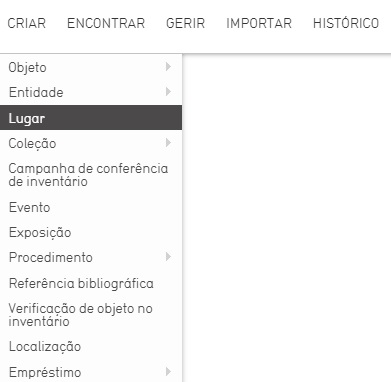 CRIAR ENCONTRAR GERIR IMPORTAR HISTÓRICO
Objeto
Entidade
Lugar
Coleção
Campanha de conferência
de inventário
Evento
Exposição
Procedimento
Referência bibliográfica
Verificação de objeto no
inventário
Localização
Empréstimo